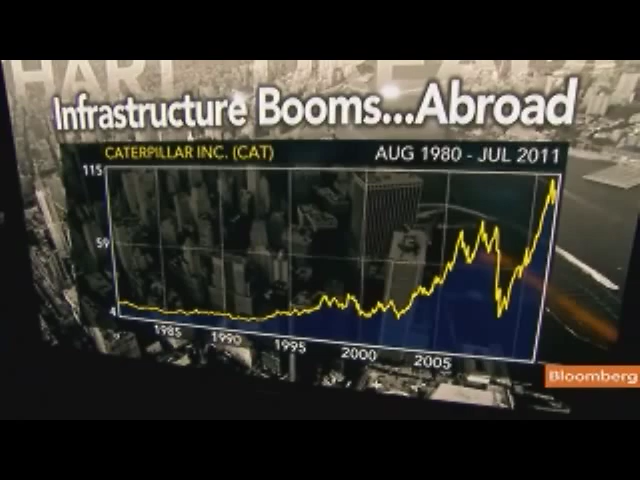 Infrastructure Booms...Abroad
CATERPILLAR INC. (CAT) AUG 1980 - JUL 2011
115
59
4
1985 1990 1995 2000 2005
Bloomberg